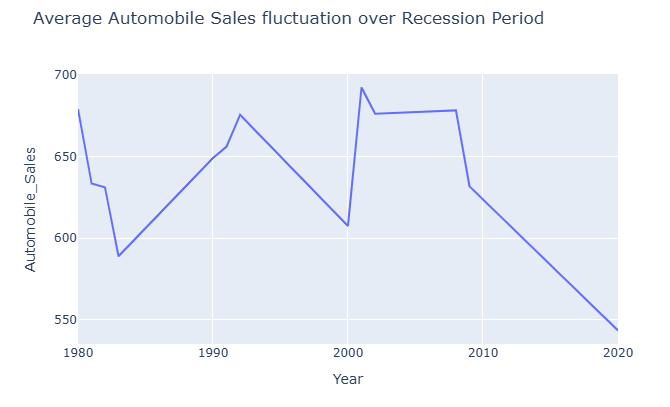 Average Automobile Sales fluctuation over Recession Period
700
650
600
550
Automobile_Sales
1980 1990 2000 2010 2020
Year